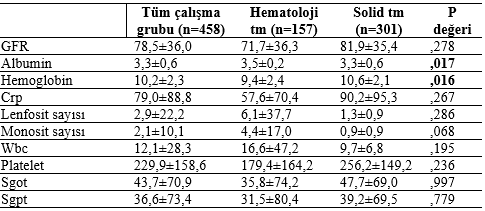 Tüm çalışma Hematoloji Solid tm P
grubu (n=458) tm (n=157) (n=301) değeri
GFR 78,5±36,0 71,7±36,3 81,9±35,4 ,278
Albumin 3,3±0,6 3,5±0,2 3,3±0,6 ,017
Hemoglobin 10,2±2,3 9,4±2,4 10,6±2,1 ,016
Crp 79,0±88,8 57,6±70,4 90,2±95,3 ,267
Lenfosit sayısı 2,9±22,2 6,1±37,7 1,3±0,9 ,286
Monosit sayısı 2,1±10,1 4,4±17,0 0,9±0,9 ,068
Wbc 12,1±28,3 16,6±47,2 9,7±6,8 ,195
Platelet 229,9±158,6 179,4±164,2 256,2±149,2 ,236
Sgot 43,7±70,9 35,8±74,2 47,7±69,0 ,997
Sgpt 36,6±73,4 31,5±80,4 39,2±69,5 ,779